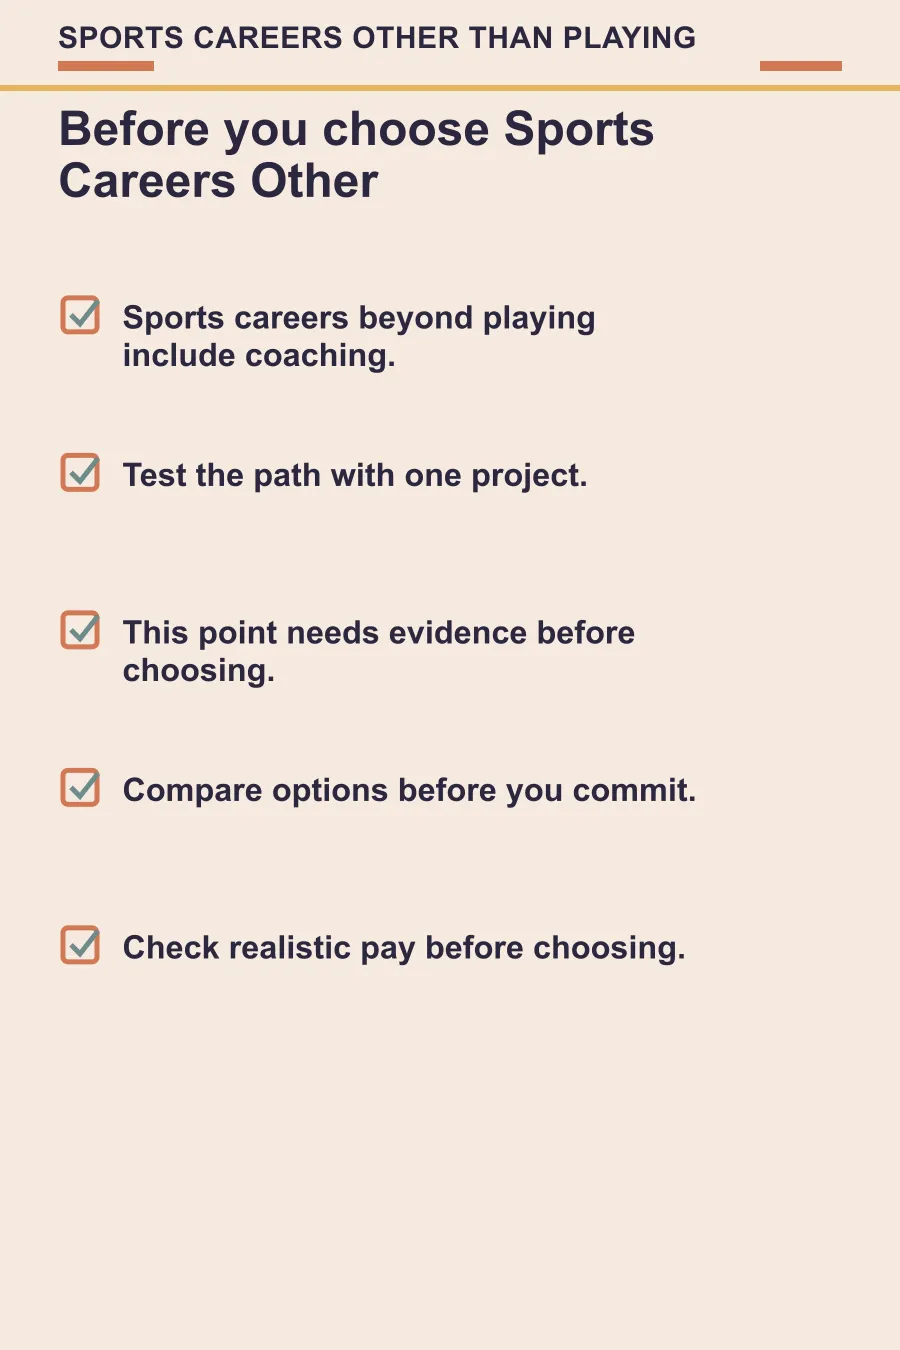 SPORTS CAREERS OTHER THAN PLAYING
Before you choose Sports
Careers Other
Sports careers beyond playing
include coaching.
Test the path with one project.
This point needs evidence before
choosing.
Compare options before you commit.
Check realistic pay before choosing.